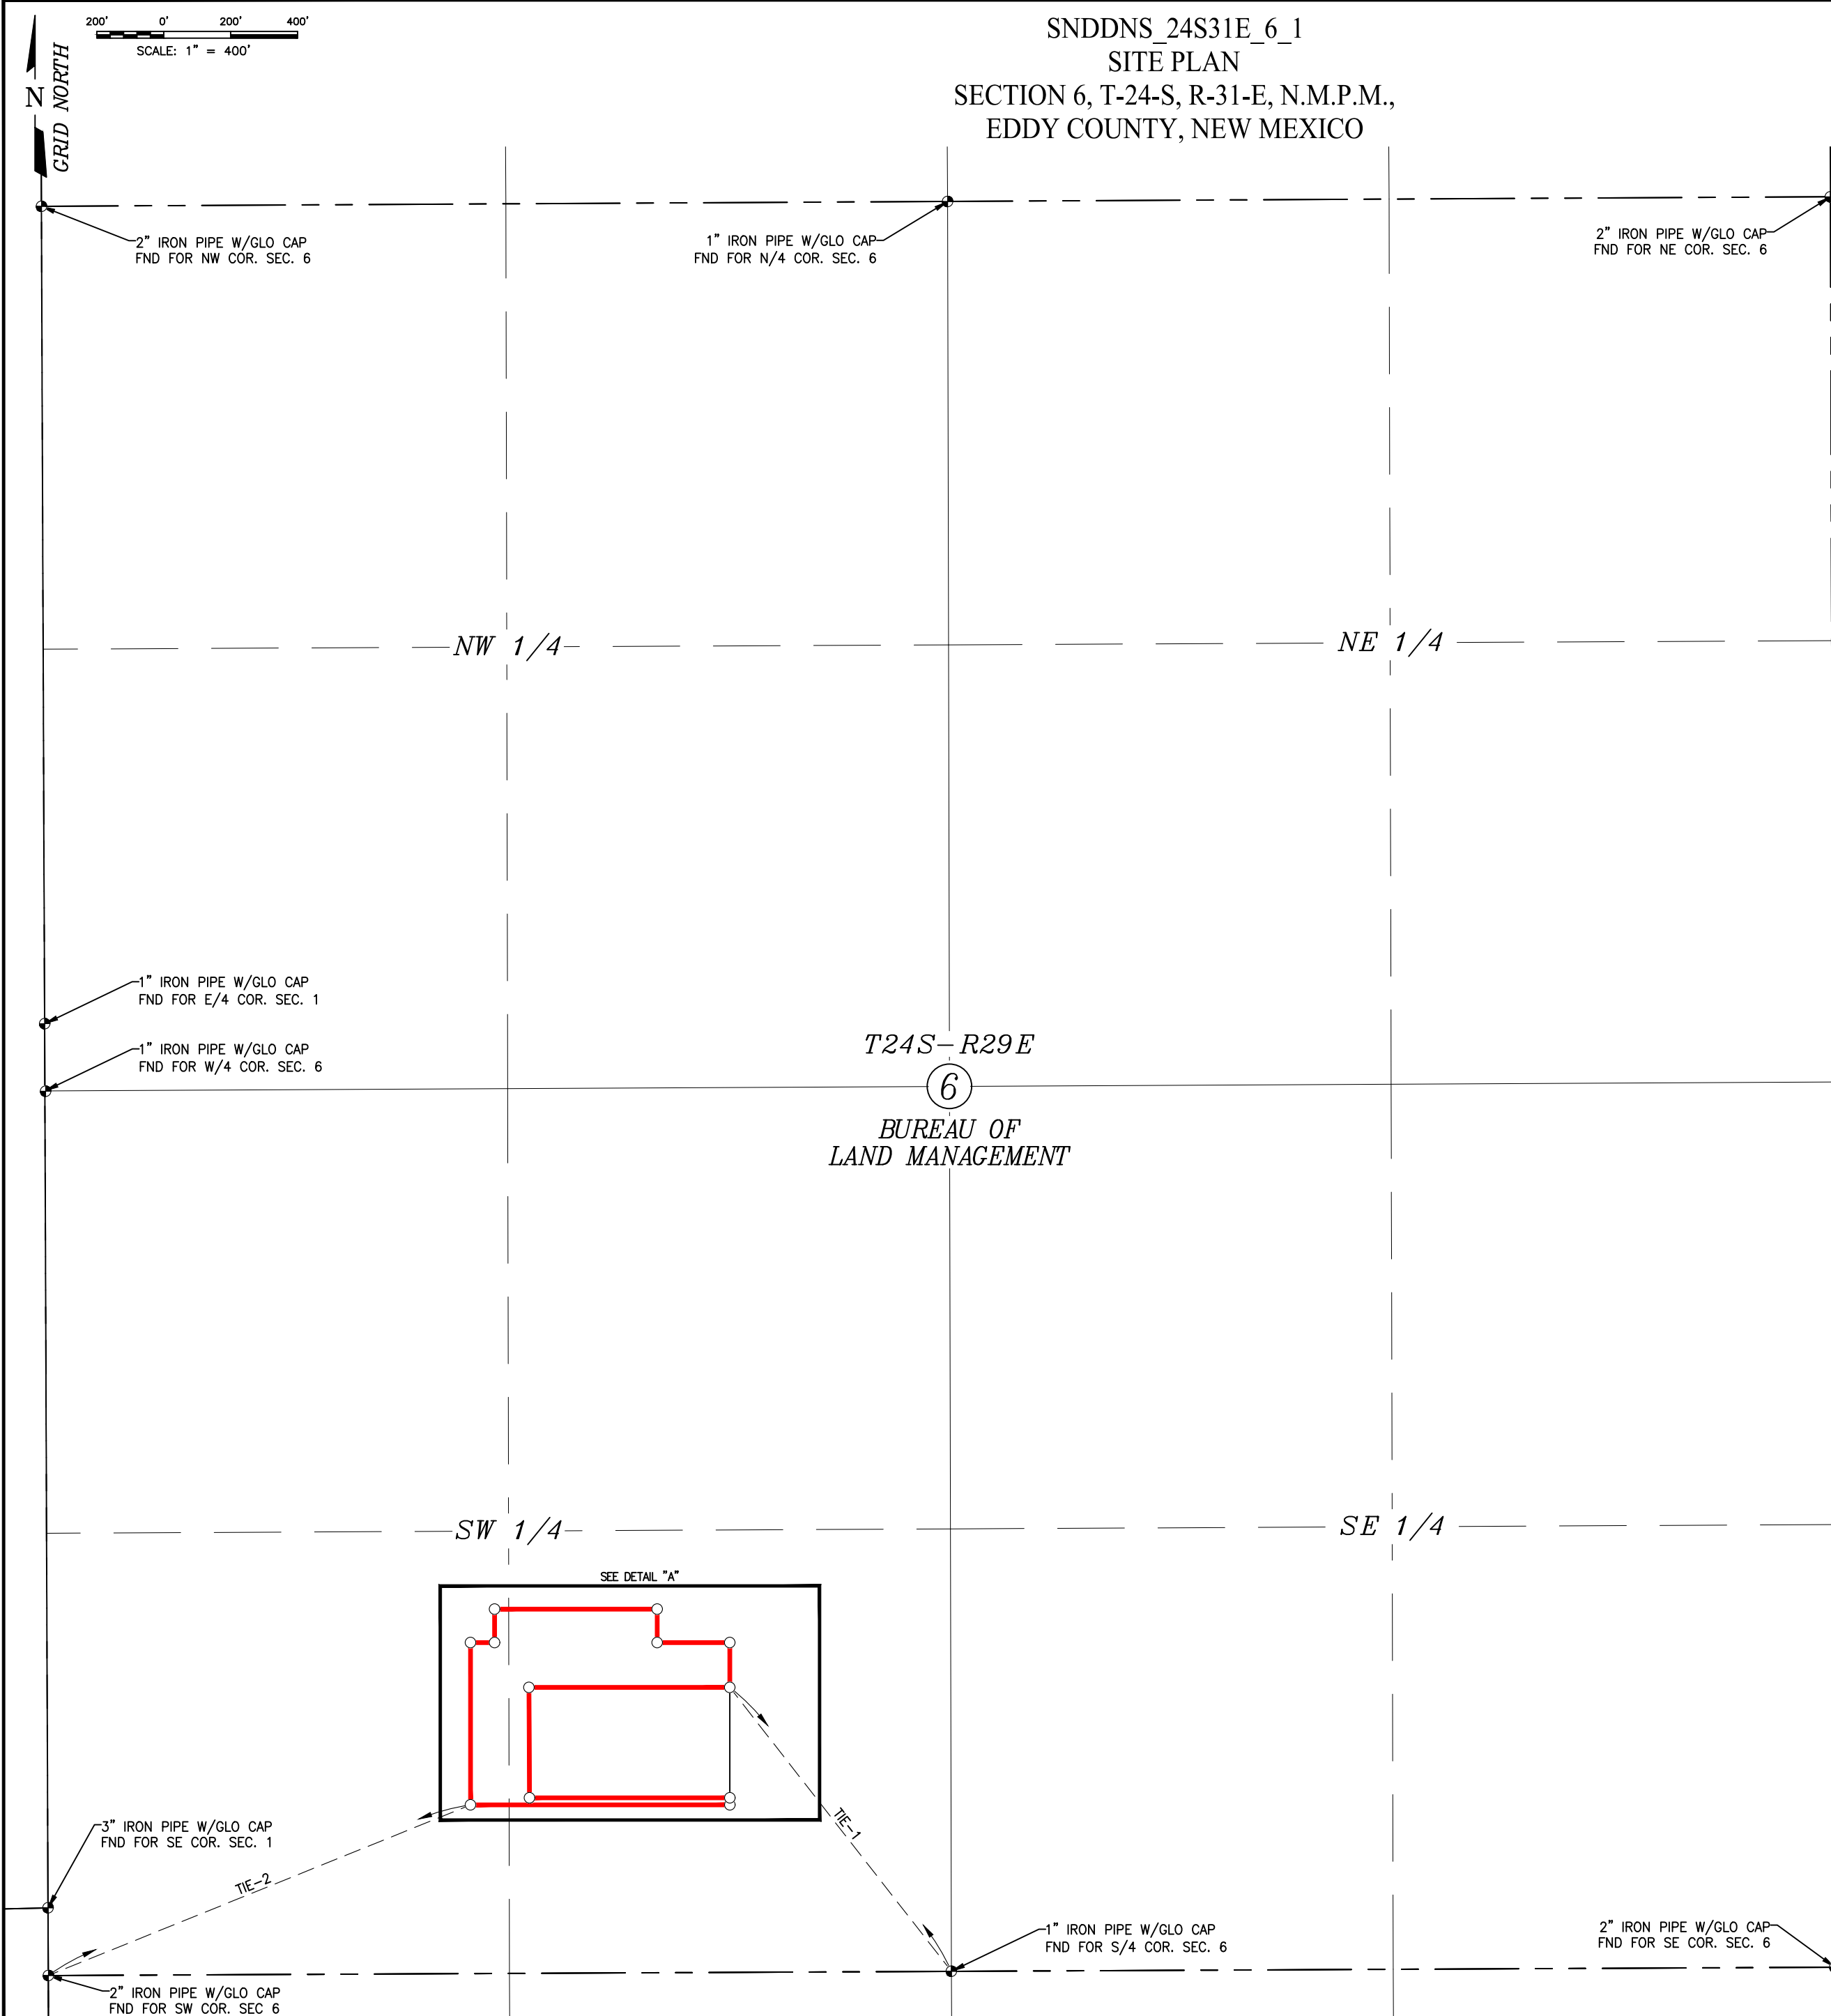 200' 0' 200' 400'
SCALE: 1" = 400'
N
GRID NORTH
SNDDNS_24S31E_6_1
SITE PLAN
SECTION 6, T-24-S, R-31-E, N.M.P.M.,
EDDY COUNTY, NEW MEXICO
2" IRON PIPE W/GLO CAP
FND FOR NW COR. SEC. 6
1" IRON PIPE W/GLO CAP
FND FOR N/4 COR. SEC. 6
2" IRON PIPE W/GLO CAP
FND FOR NE COR. SEC. 6
NW 1/4
NE 1/4
1" IRON PIPE W/GLO CAP
FND FOR E/4 COR. SEC. 1
1" IRON PIPE W/GLO CAP
FND FOR W/4 COR. SEC. 6
T24S-R29E
6
BUREAU OF
LAND MANAGEMENT
SW 1/4
SE 1/4
SEE DETAIL "A"
TIE-1
3" IRON PIPE W/GLO CAP
FND FOR SE COR. SEC. 1
TIE-2
1" IRON PIPE W/GLO CAP
FND FOR S/4 COR. SEC. 6
2" IRON PIPE W/GLO CAP
FND FOR SE COR. SEC. 6
2" IRON PIPE W/GLO CAP
FND FOR SW COR. SEC 6